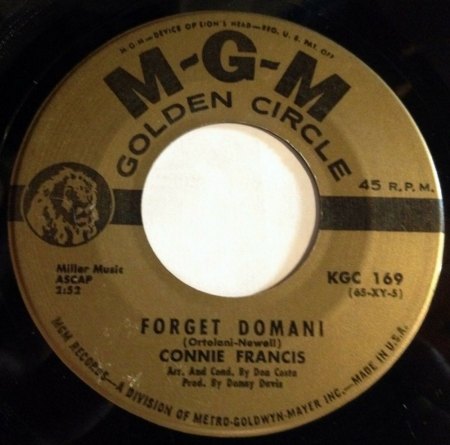 M-G-M—DEVICE OF LION'S HEAD—REG. U. S. PAT. OFF.
M-G-M
GOLDEN CIRCLE
45 R.P.M.
Miller Music
ASCAP
2:52
KGC 169
(65-XY-5)
FORGET DOMANI
(Ortolani-Newell)
CONNIE FRANCIS
Arr. And Cond. By Don Costa
Prod. By Danny Davis
MGM RECORDS—A DIVISION OF METRO-GOLDWYN-MAYER INC.—MADE IN U.S.A.